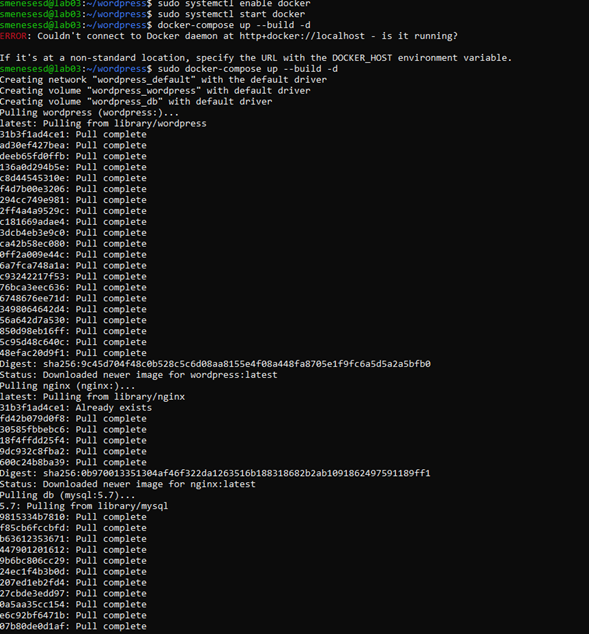 smenesesd@lab03:~/wordpress$ sudo systemctl enable docker
smenesesd@lab03:~/wordpress$ sudo systemctl start docker
smenesesd@lab03:~/wordpress$ docker-compose up --build -d
ERROR: Couldn't connect to Docker daemon at http+docker://localhost - is it running?
If it's at a non-standard location, specify the URL with the DOCKER_HOST environment variable.
smenesesd@lab03:~/wordpress$ sudo docker-compose up --build -d
Creating network "wordpress_default" with the default driver
Creating volume "wordpress_wordpress" with default driver
Creating volume "wordpress_db" with default driver
Pulling wordpress (wordpress:)...
latest: Pulling from library/wordpress
31b3f1ad4ce1: Pull complete
ad30ef427bea: Pull complete
deeb65fd0ffb: Pull complete
136a0d294b5e: Pull complete
c8d44545310e: Pull complete
f4d7b00e3206: Pull complete
294cc749e981: Pull complete
2ff4a4a9529c: Pull complete
c181669adae4: Pull complete
3dcb4eb3e9c0: Pull complete
ca42b58ec080: Pull complete
0ff2a009e44c: Pull complete
6a7fca748a1a: Pull complete
c93242217f53: Pull complete
76bca3eec636: Pull complete
6748676ee71d: Pull complete
3498064642d4: Pull complete
56a642d7a530: Pull complete
850d98eb16ff: Pull complete
5c95d48c640c: Pull complete
48efac20d9f1: Pull complete
Digest: sha256:9c45d704f48c0b528c5c6d08aa8155e4f08a448fa8705e1f9fc6a5d5a2a5bfb0
Status: Downloaded newer image for wordpress:latest
Pulling nginx (nginx:)...
latest: Pulling from library/nginx
31b3f1ad4ce1: Already exists
fd42b079d0f8: Pull complete
30585fbbebc6: Pull complete
18f4ffdd25f4: Pull complete
9dc932c8fba2: Pull complete
600c24b8ba39: Pull complete
Digest: sha256:0b970013351304af46f322da1263516b188318682b2ab1091862497591189ff1
Status: Downloaded newer image for nginx:latest
Pulling db (mysql:5.7)...
5.7: Pulling from library/mysql
9815334b7810: Pull complete
f85cb6fccbfd: Pull complete
b63612353671: Pull complete
447901201612: Pull complete
9b6bc806cc29: Pull complete
24ec1f4b3b0d: Pull complete
207ed1eb2fd4: Pull complete
27cbde3edd97: Pull complete
0a5aa35cc154: Pull complete
e6c92bf6471b: Pull complete
07b80de0d1af: Pull complete